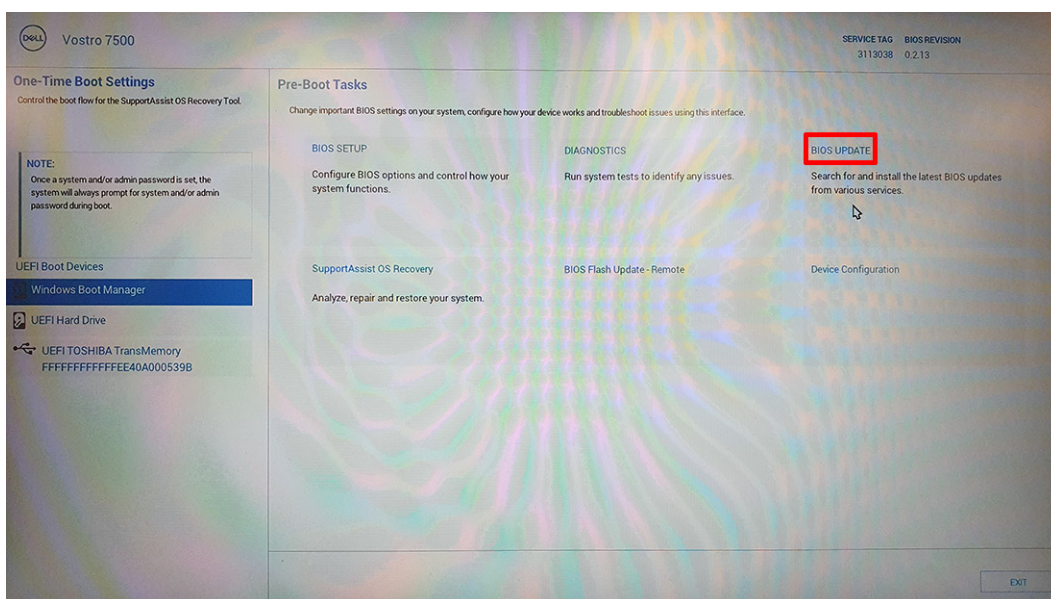 DELL
Vostro 7500
SERVICE TAG
3113038
BIOS REVISION
0.2.13
One-Time Boot Settings
Control the boot flow for the SupportAssist OS Recovery Tool.
NOTE:
Once a system and/or admin password is set, the
system will always prompt for system and/or admin
password during boot.
UEFI Boot Devices
Windows Boot Manager
UEFI Hard Drive
UEFI TOSHIBA TransMemory
FFFFFFFFFFFFEE40A000539B
Pre-Boot Tasks
Change important BIOS settings on your system, configure how your device works and troubleshoot issues using this interface.
BIOS SETUP
Configure BIOS options and control how your
system functions.
DIAGNOSTICS
Run system tests to identify any issues.
BIOS UPDATE
Search for and install the latest BIOS updates
from various services.
SupportAssist OS Recovery
Analyze, repair and restore your system.
BIOS Flash Update - Remote
Device Configuration
EXIT